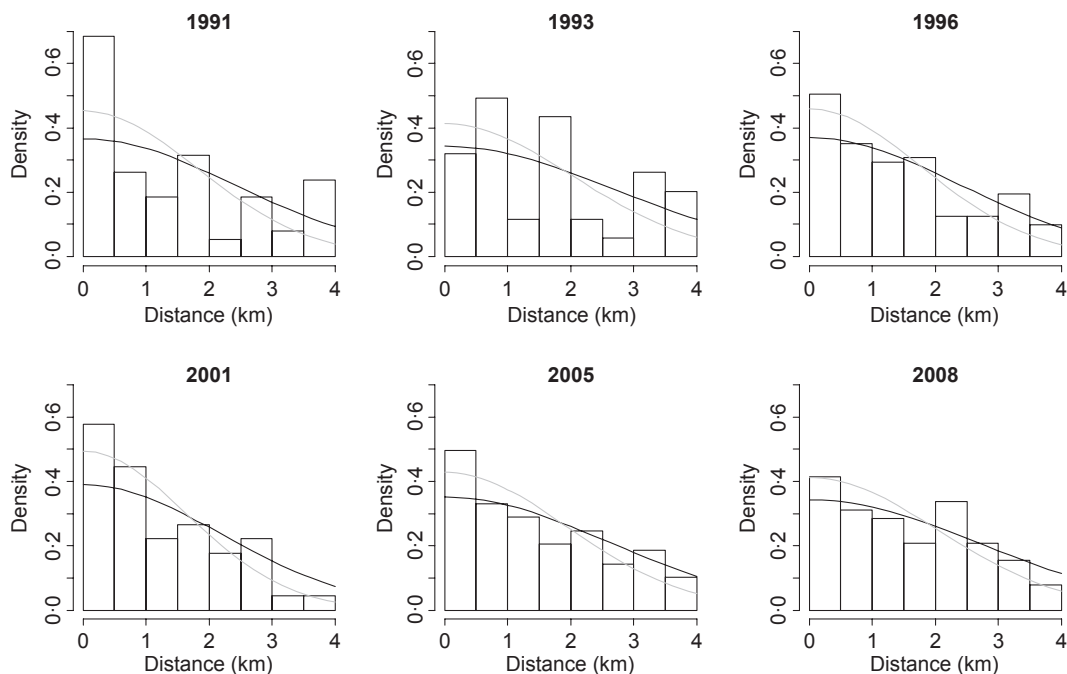 1991 1993 1996
Density Density Density
0·0 0·2 0·4 0·6 0·0 0·2 0·4 0·6 0·0 0·2 0·4 0·6
0 1 2 3 4 0 1 2 3 4 0 1 2 3 4
Distance (km) Distance (km) Distance (km)
2001 2005 2008
Density Density Density
0·0 0·2 0·4 0·6 0·0 0·2 0·4 0·6 0·0 0·2 0·4 0·6
0 1 2 3 4 0 1 2 3 4 0 1 2 3 4
Distance (km) Distance (km) Distance (km)